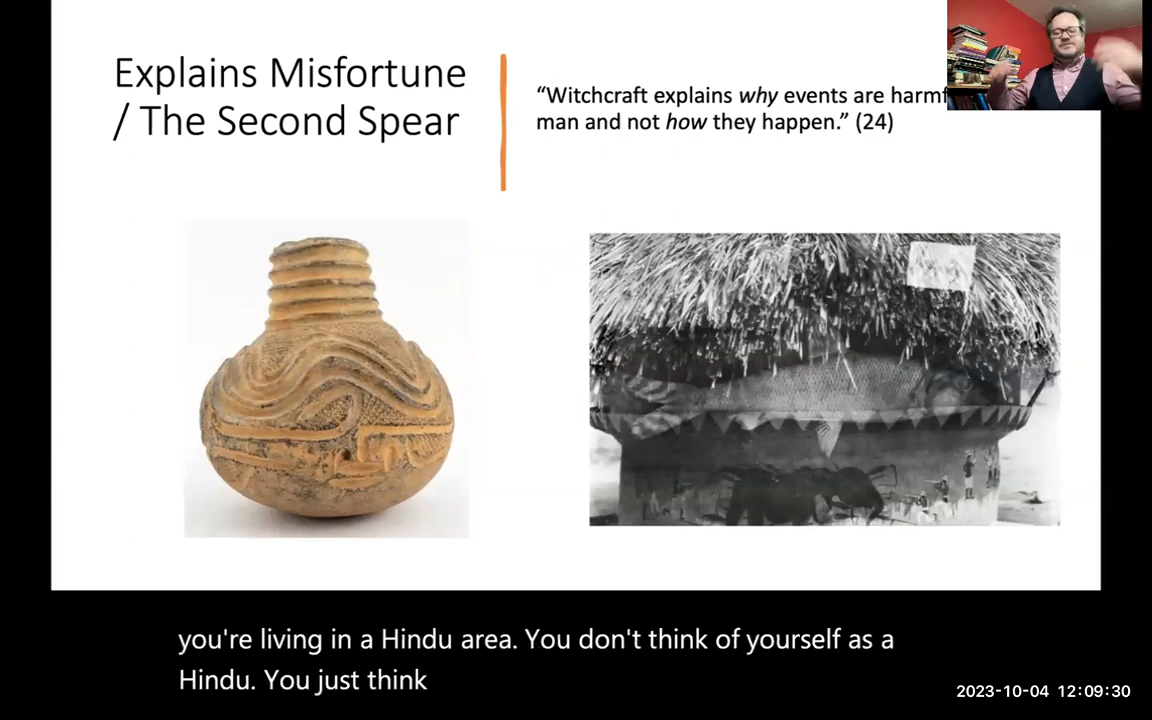 Explains Misfortune
/ The Second Spear
“Witchcraft explains why events are
man and not how they happen.” (24)
you're living in a Hindu area. You don't think of yourself as a
Hindu. You just think
2023-10-04 12:09:30